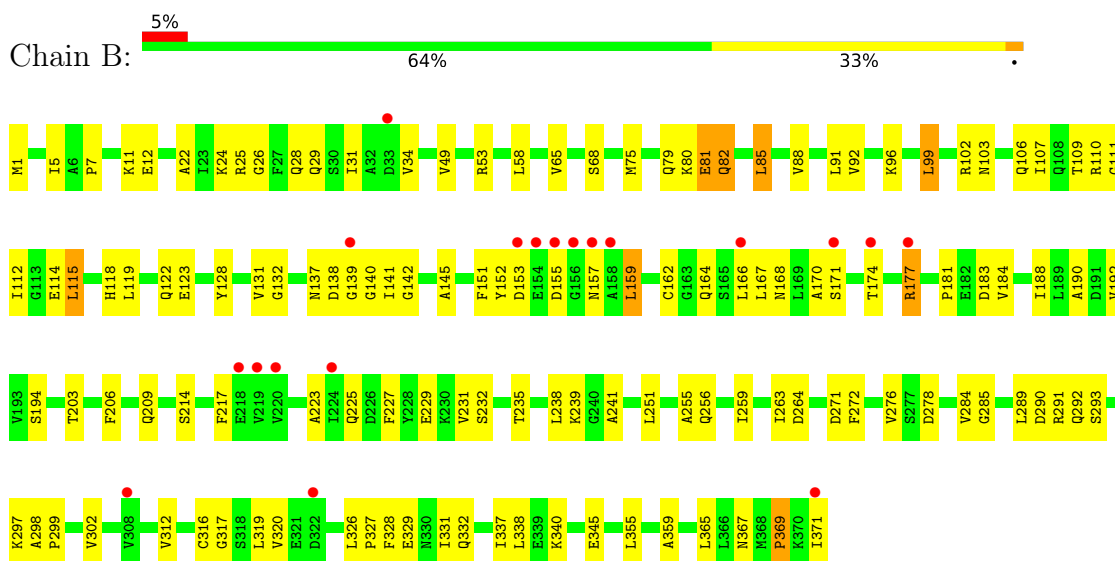 5%
Chain B:
64% 33% •
M1 I5 A6 P7 K11 E12 A22 I23 K24 R25 G26 F27 Q28 Q29 S30 I31 A32 D33 V34 V49 R53 L58 V65 S68 M75 Q79 K80 E81 Q82 L85 V88 L91 V92 K96 L99 R102 N103 Q106 I107 Q108 T109 R110 G111
I112 G113 E114 L115 H118 L119 Q122 E123 Y128 V131 G132 N137 D138 G139 G140 I141 G142 A145 F151 Y152 D153 E154 D155 G156 N157 A158 L159 C162 G163 Q164 S165 L166 L167 N168 L169 A170 S171 T174 R177 P181 E182 D183 V184 I188 L189 A190 D191 V192
V193 S194 T203 F206 Q209 S214 F217 E218 V219 V220 A223 I224 Q225 D226 F227 Y228 E229 K230 V231 S232 T235 L238 K239 G240 A241 L251 A255 Q256 I259 I263 D264 D271 F272 V276 S277 D278 V284 G285 L289 D290 R291 Q292 S293
K297 A298 P299 V302 V308 V312 C316 G317 S318 L319 V320 E321 D322 L326 P327 F328 E329 N330 I331 Q332 I337 L338 E339 K340 E345 L355 A359 L365 L366 N367 M368 P369 K370 I371